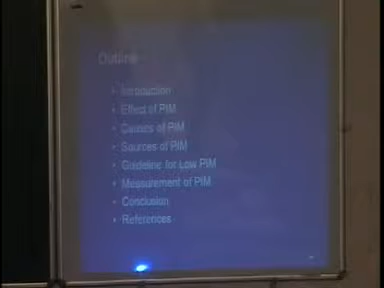 Outline
Introduction
Effect of PIM
Causes of PIM
Sources of PIM
Guideline for Low PIM
Measurement of PIM
Conclusion
References